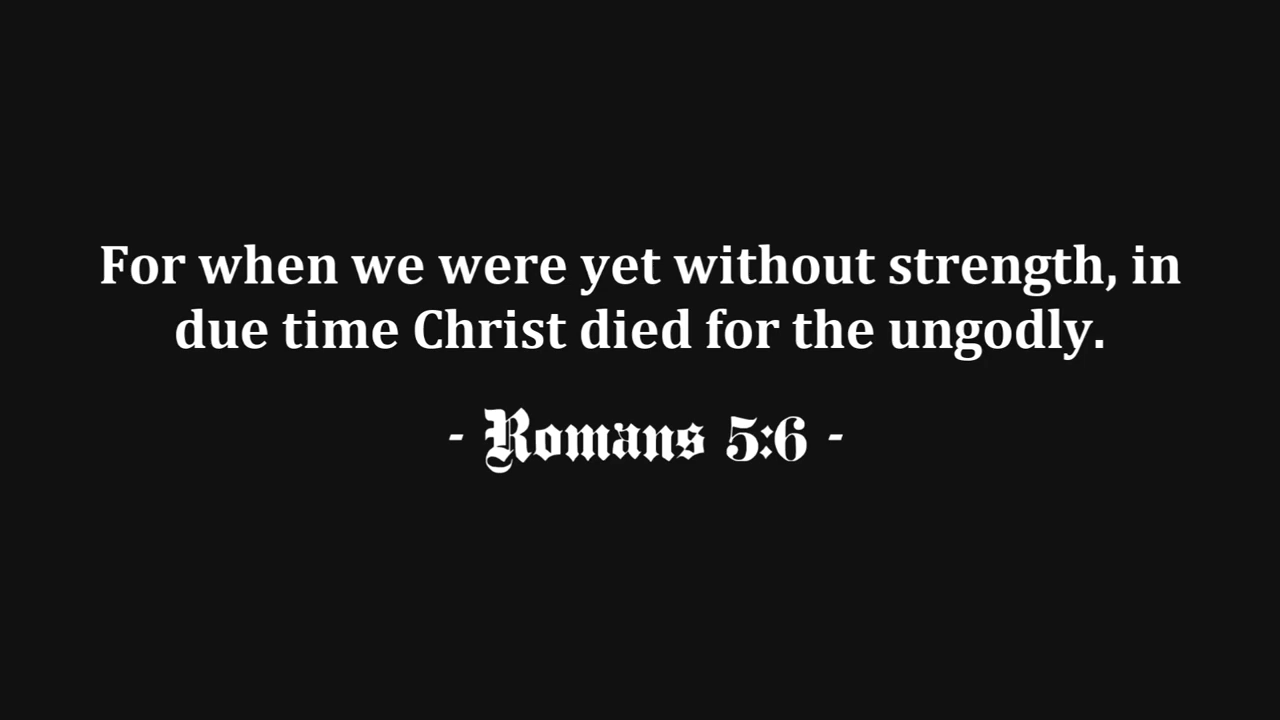 For when we were yet without strength, in
due time Christ died for the ungodly.
- Romans 5:6 -